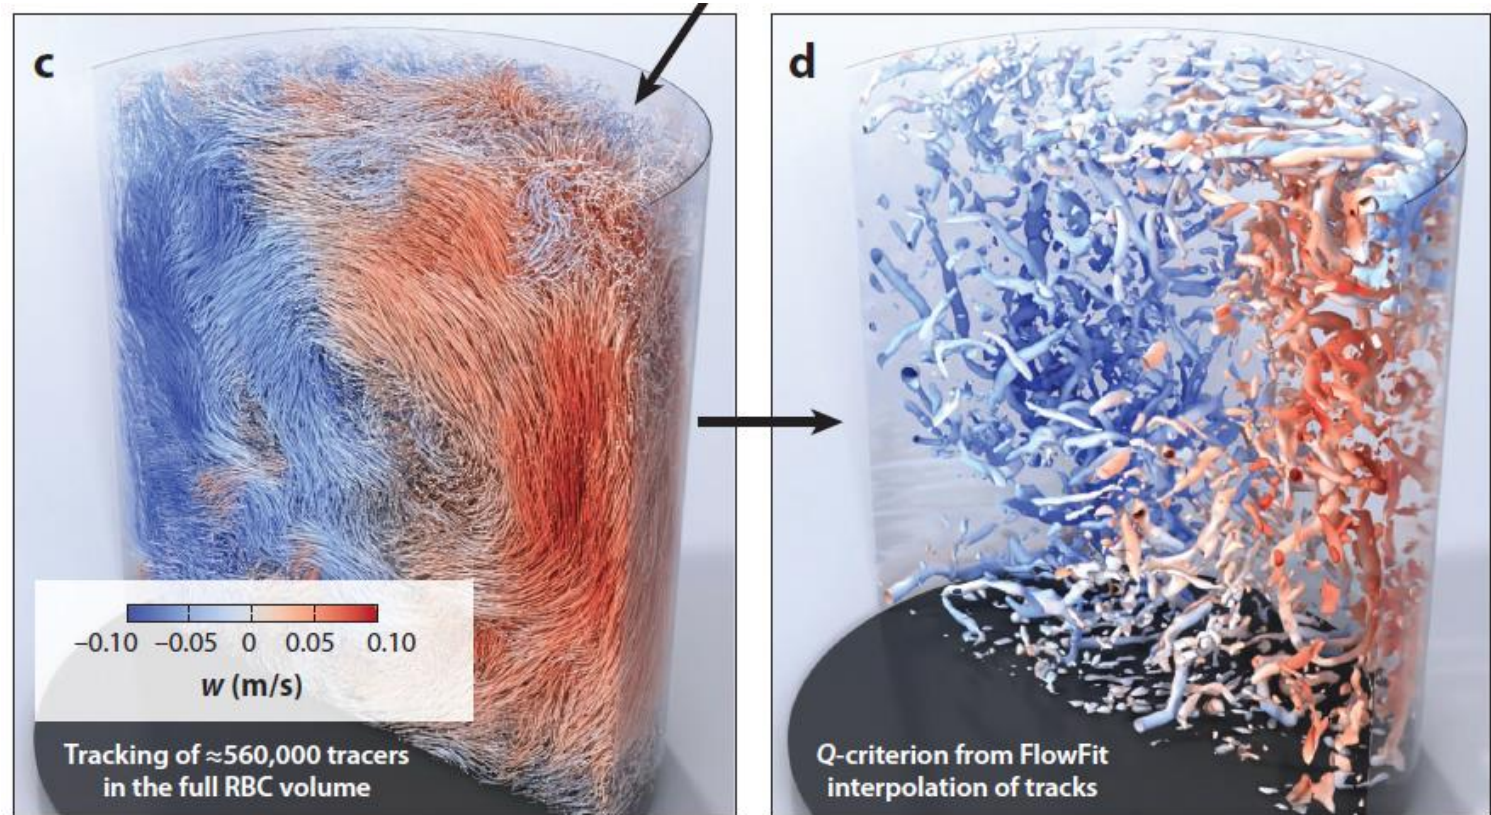 c
d
−0.10 −0.05 0 0.05 0.10
w (m/s)
Tracking of ≈560,000 tracers
in the full RBC volume
Q-criterion from FlowFit
interpolation of tracks